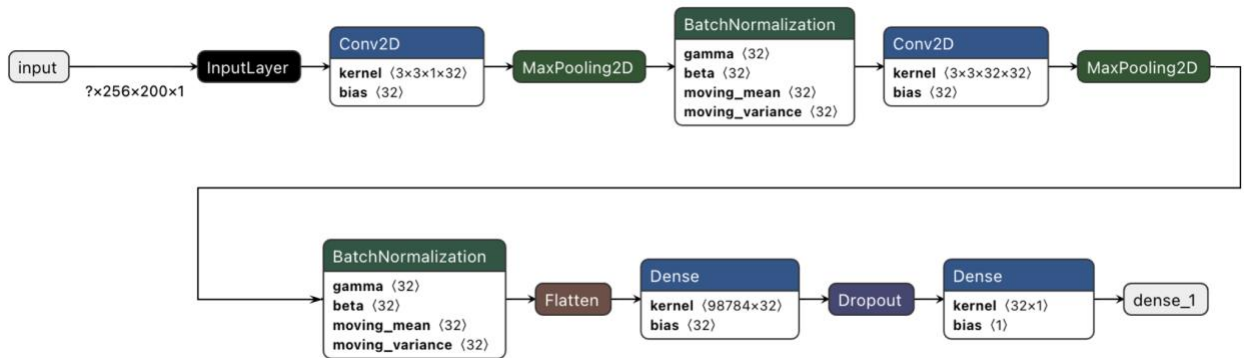 input
?×256×200×1
InputLayer
Conv2D
kernel ⟨3×3×1×32⟩
bias ⟨32⟩
MaxPooling2D
BatchNormalization
gamma ⟨32⟩
beta ⟨32⟩
moving_mean ⟨32⟩
moving_variance ⟨32⟩
Conv2D
kernel ⟨3×3×32×32⟩
bias ⟨32⟩
MaxPooling2D
BatchNormalization
gamma ⟨32⟩
beta ⟨32⟩
moving_mean ⟨32⟩
moving_variance ⟨32⟩
Flatten
Dense
kernel ⟨98784×32⟩
bias ⟨32⟩
Dropout
Dense
kernel ⟨32×1⟩
bias ⟨1⟩
dense_1